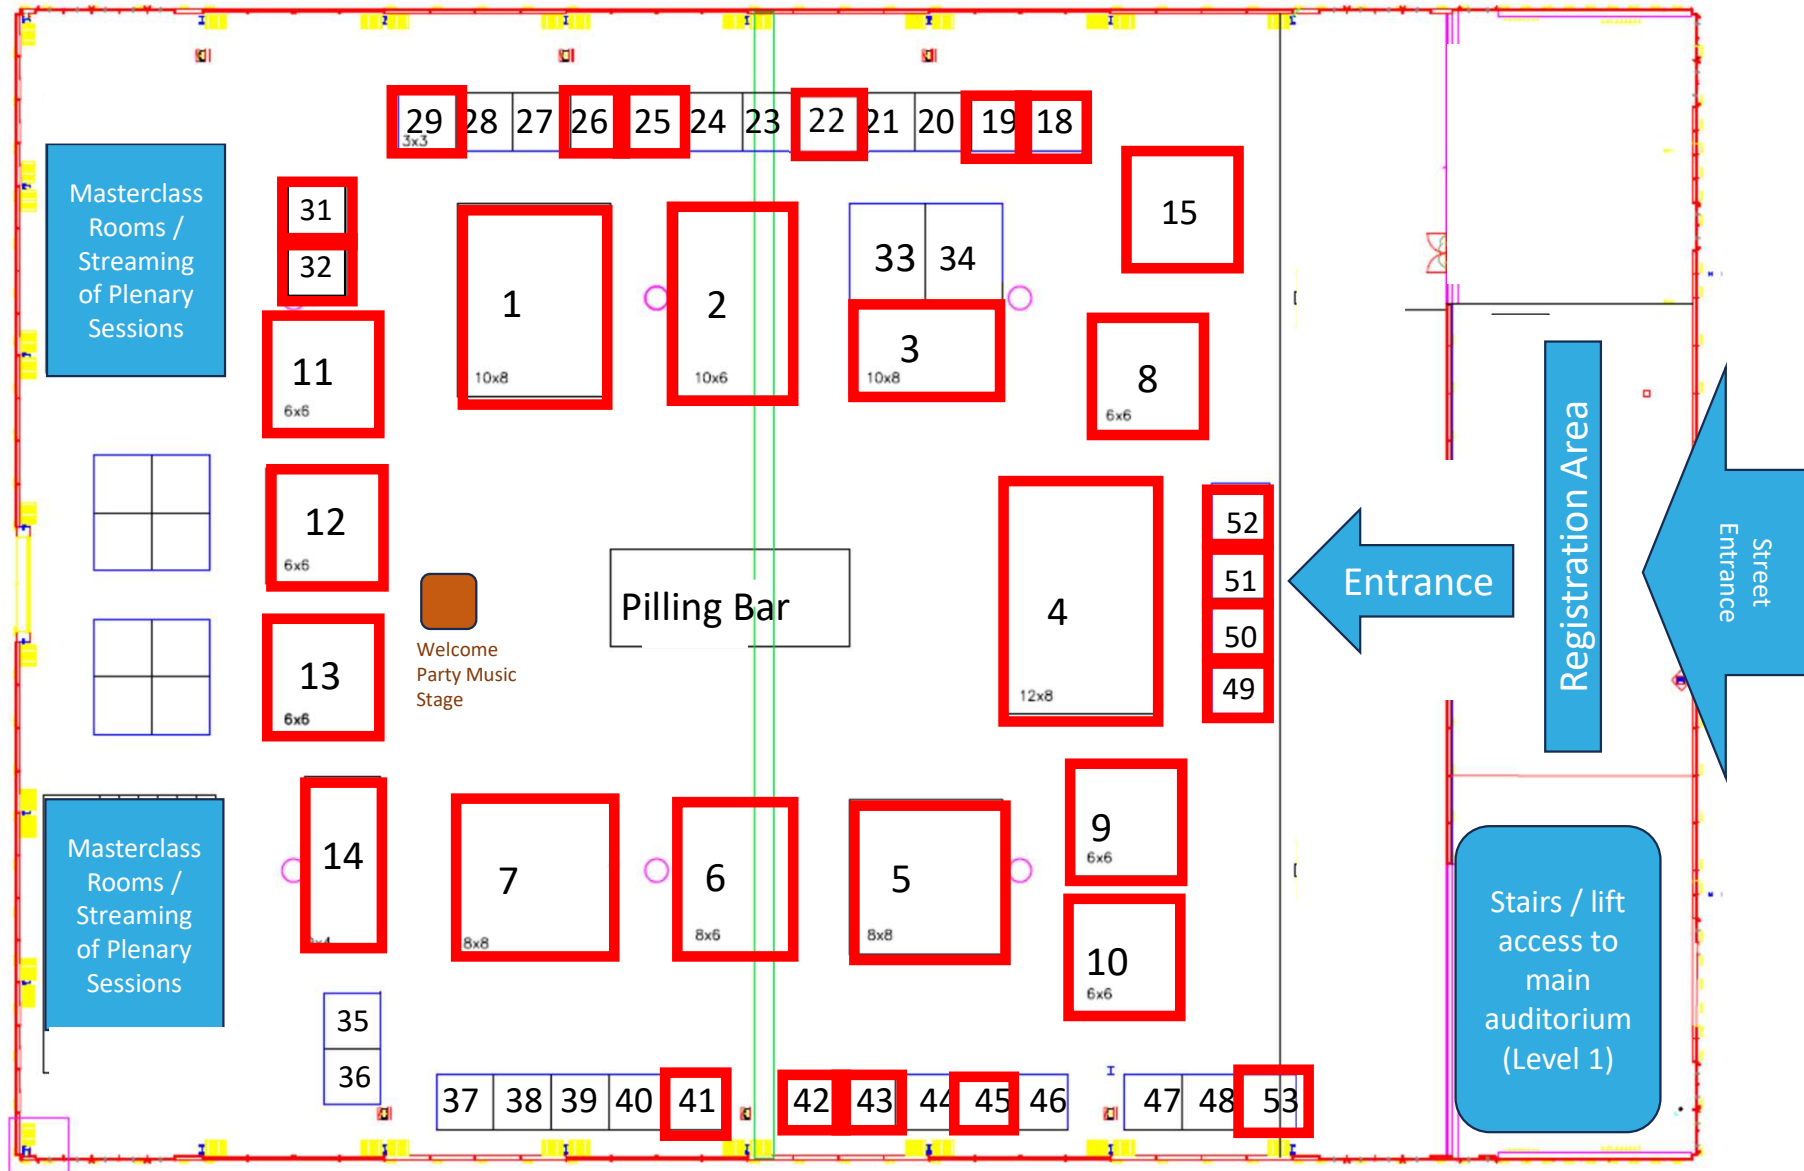 29
28
27
26
25
24
23
22
21
20
19
18
3x3
Masterclass
Rooms /
Streaming
of Plenary
Sessions
31
32
1
10x8
2
10x6
33
34
3
10x8
15
11
6x6
8
6x6
12
6x6
13
6x6
Welcome
Party Music
Stage
Pilling Bar
4
12x8
52
51
50
49
Entrance
Registration Area
Street
Entrance
Masterclass
Rooms /
Streaming
of Plenary
Sessions
14
7
8x8
6
8x6
5
8x8
9
6x6
10
6x6
Stairs / lift
access to
main
auditorium
(Level 1)
35
36
37
38
39
40
41
42
43
44
45
46
47
48
53